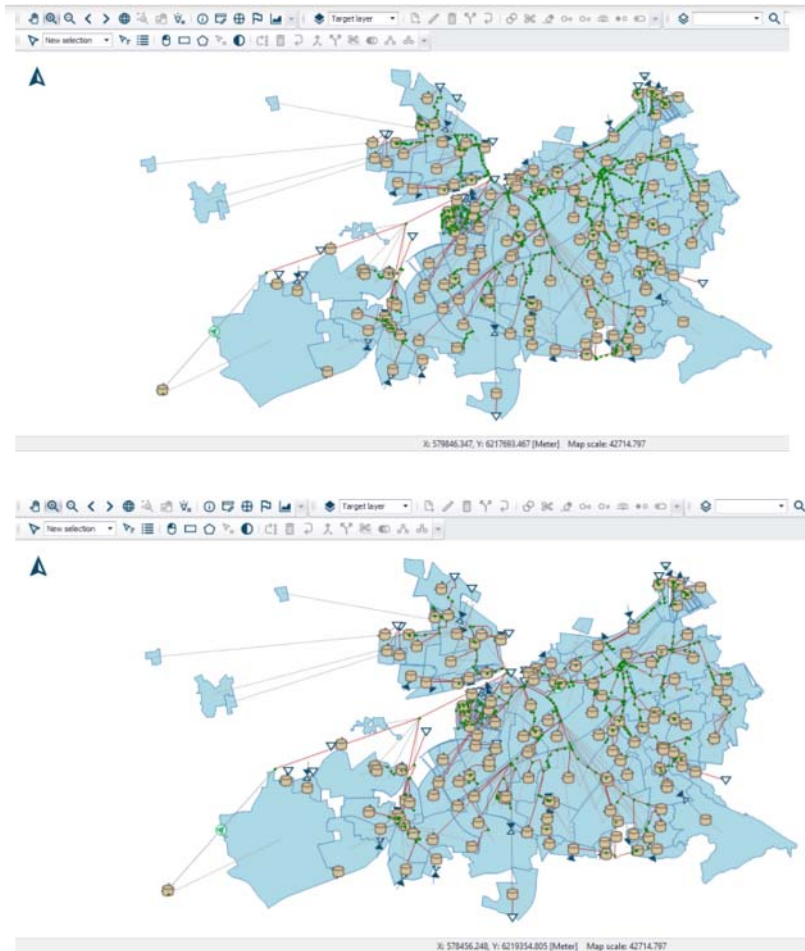 Target layer
New selection
X: 579846.347, Y: 6217693.467 [Meter] Map scale: 42714.797
Target layer
New selection
X: 578456.248, Y: 6219354.805 [Meter] Map scale: 42714.797